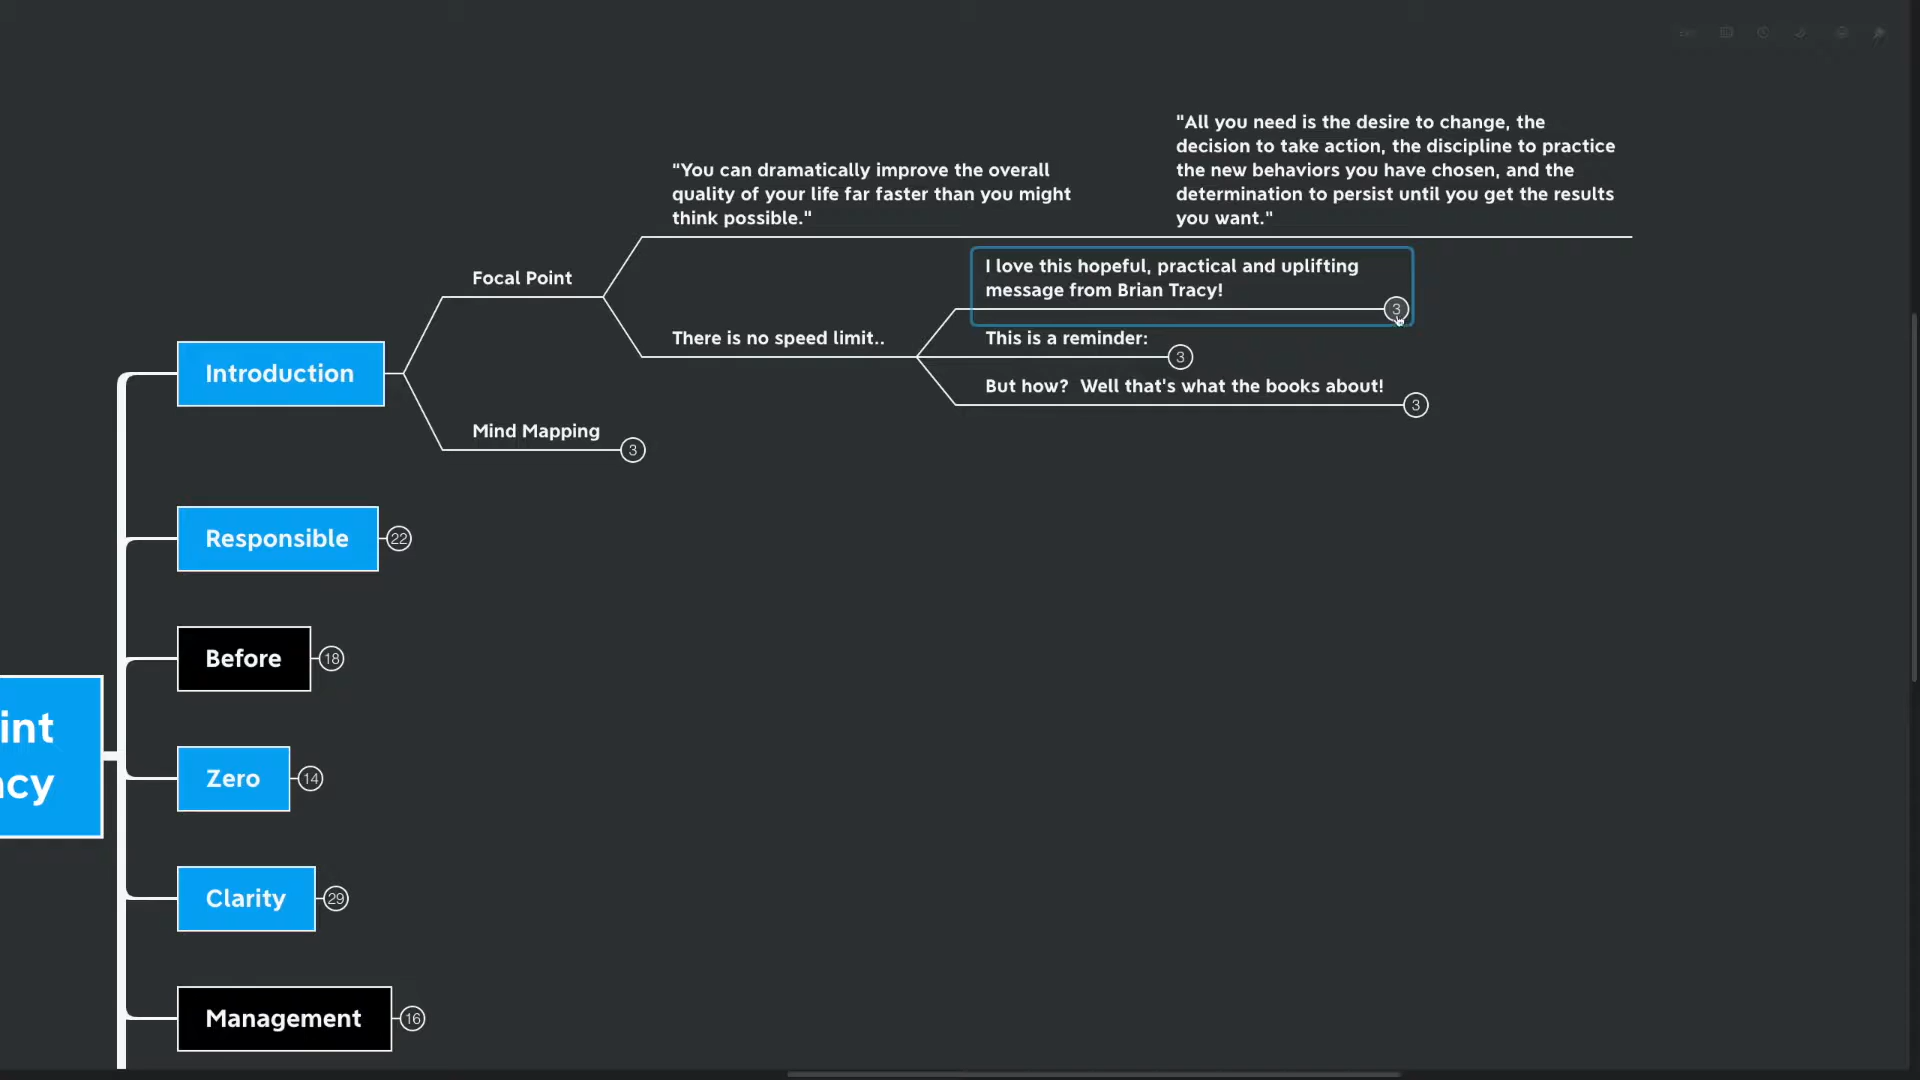 "All you need is the desire to change, the
decision to take action, the discipline to practice
the new behaviors you have chosen, and the
determination to persist until you get the results
you want."
"You can dramatically improve the overall
quality of your life far faster than you might
think possible."
Focal Point
I love this hopeful, practical and uplifting
message from Brian Tracy!
3
There is no speed limit..
This is a reminder:
3
But how?  Well that's what the books about!
3
Introduction
Mind Mapping
3
Responsible
22
Before
18
int
acy
Zero
14
Clarity
29
Management
16